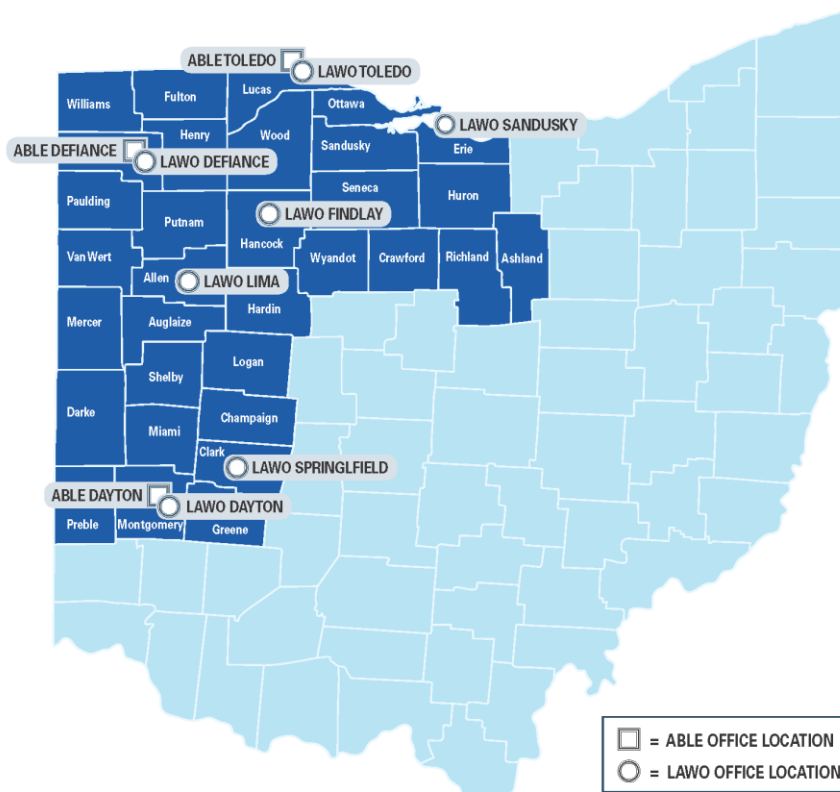 ABLE TOLEDO
LAWO TOLEDO
Williams
Fulton
Lucas
Ottawa
Henry
Wood
LAWO SANDUSKY
ABLE DEFIANCE
LAWO DEFIANCE
Sandusky
Erie
Paulding
Seneca
Huron
Putnam
LAWO FINDLAY
Hancock
Van Wert
Wyandot
Crawford
Richland
Ashland
Allen
LAWO LIMA
Mercer
Auglaize
Hardin
Logan
Shelby
Darke
Champaign
Miami
Clark
LAWO SPRINGLFIELD
ABLE DAYTON
LAWO DAYTON
Preble
Montgomery
Greene
= ABLE OFFICE LOCATION
= LAWO OFFICE LOCATION